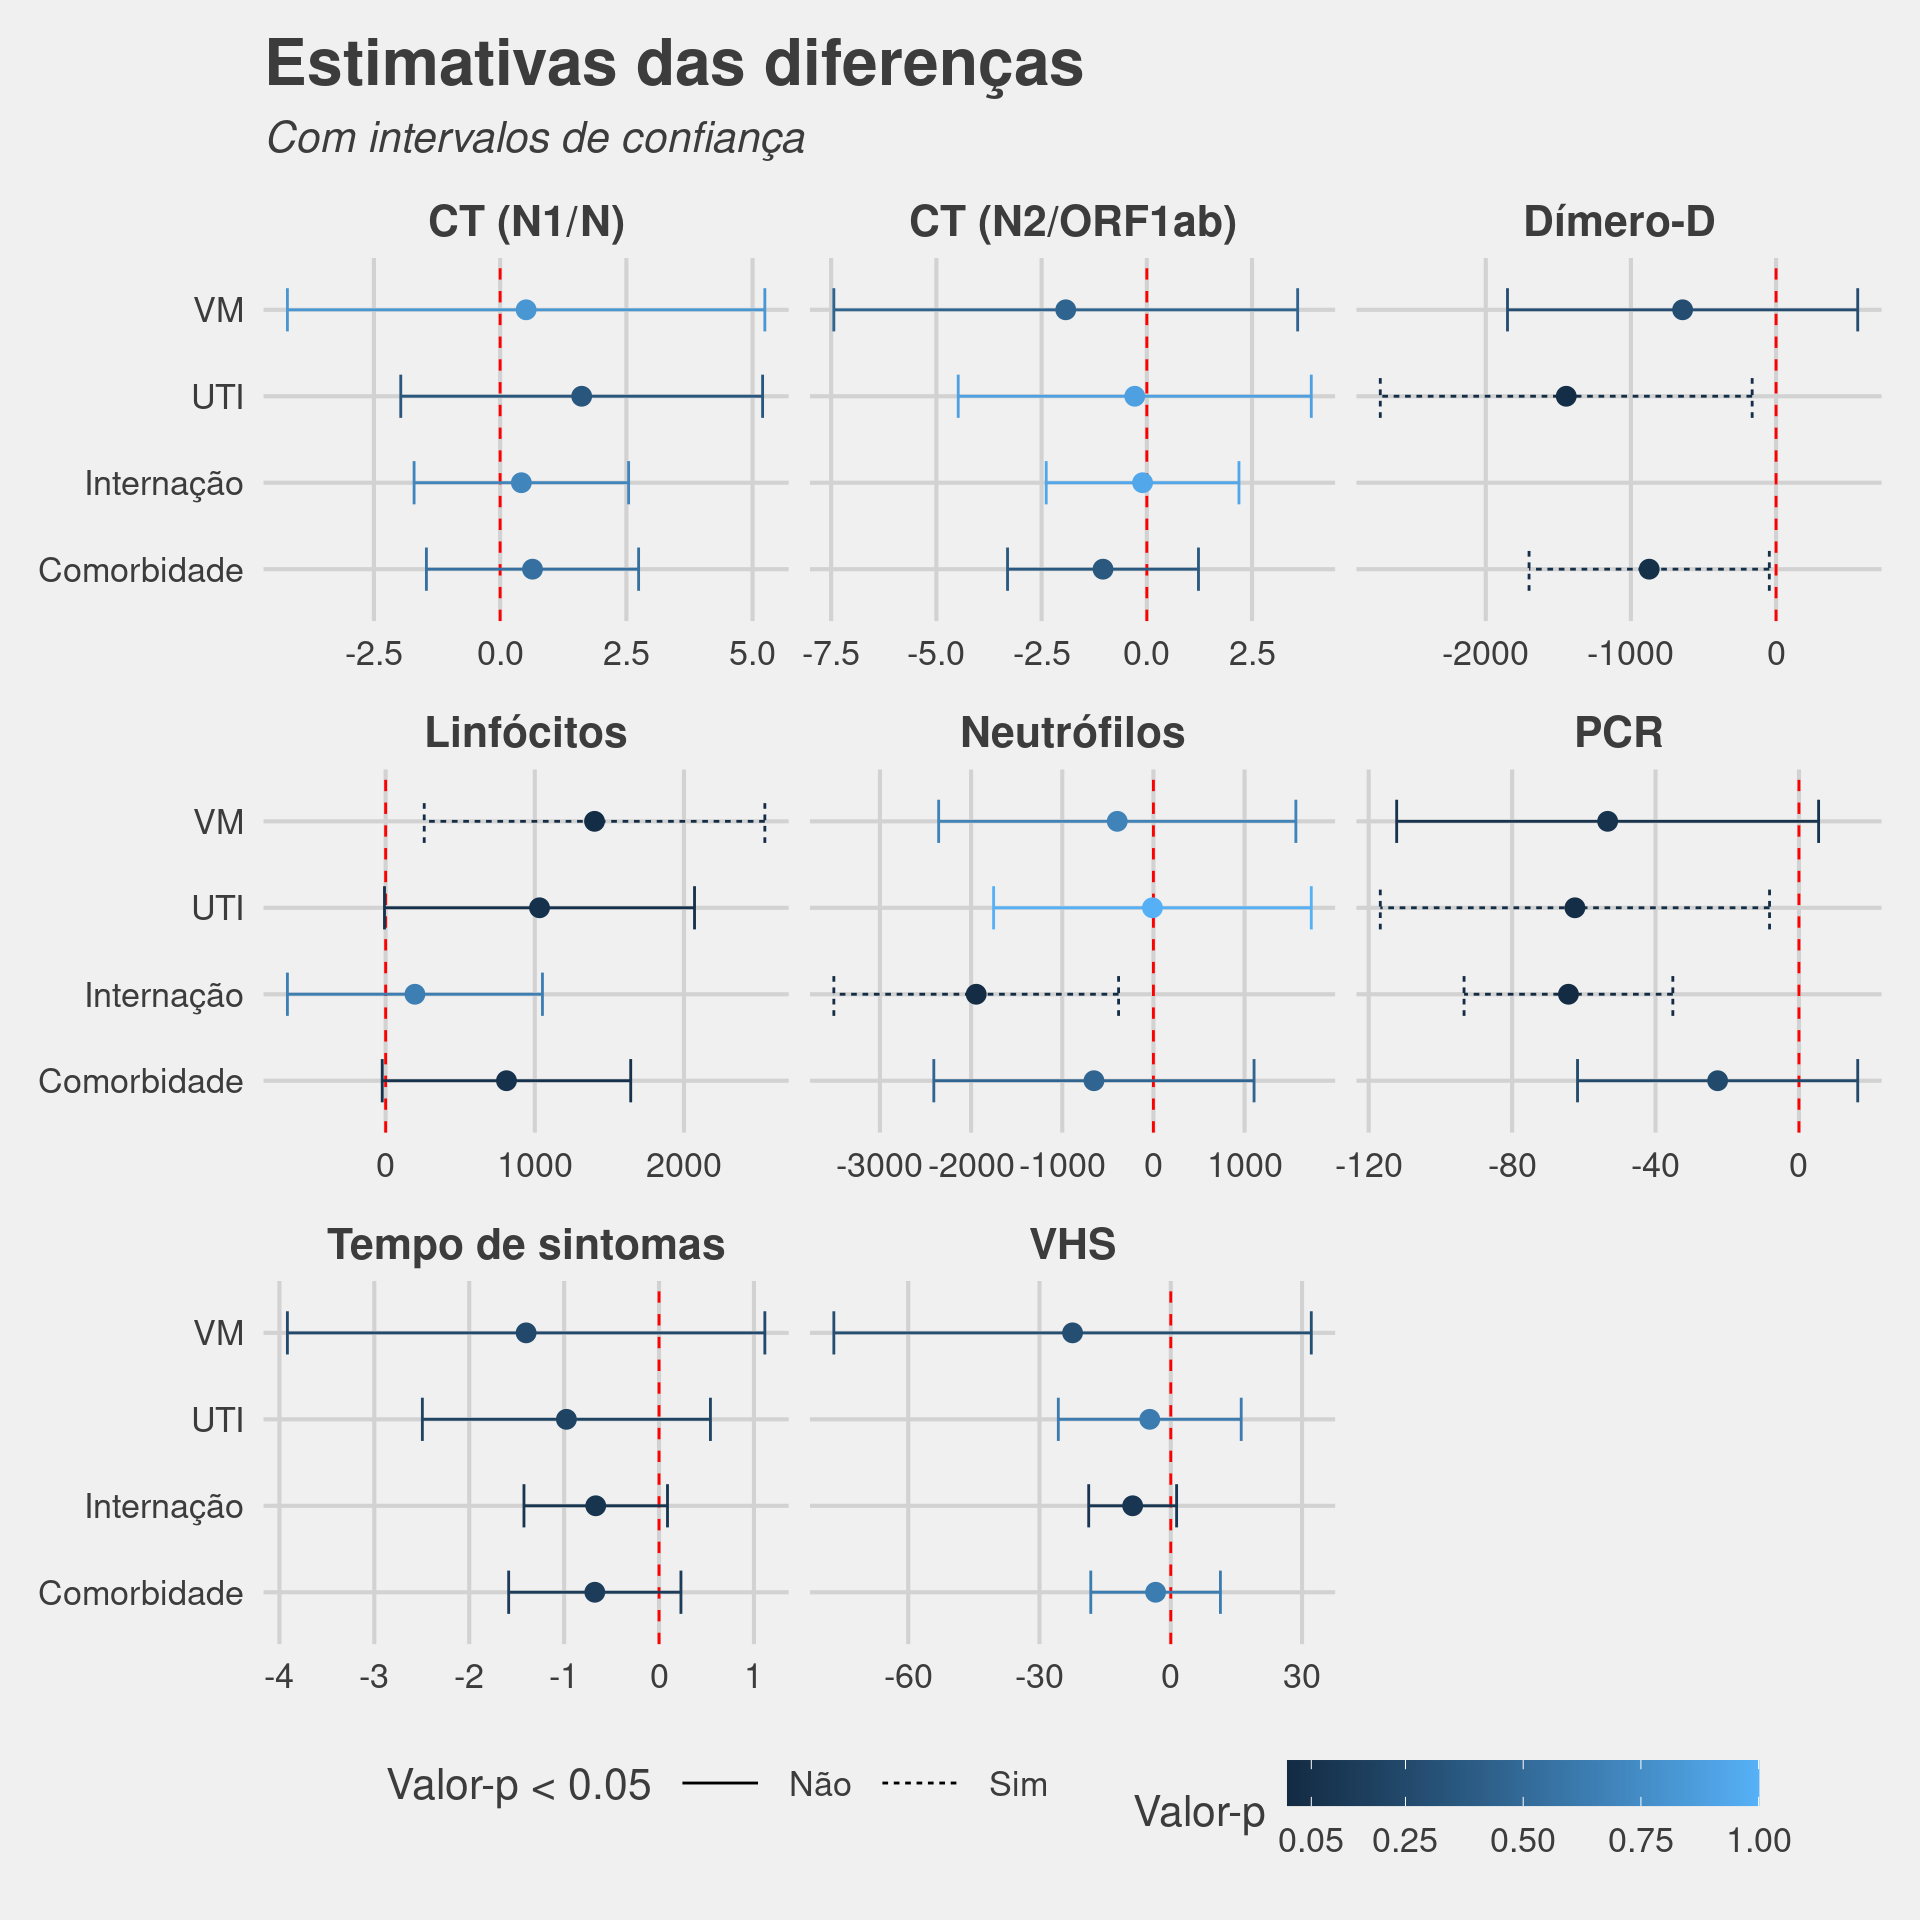 Estimativas das diferenças
Com intervalos de confiança
CT (N1/N) CT (N2/ORF1ab) Dímero-D
VM
UTI
Internação
Comorbidade
-2.5 0.0 2.5 5.0 -7.5 -5.0 -2.5 0.0 2.5 -2000 -1000 0
Linfócitos Neutrófilos PCR
VM
UTI
Internação
Comorbidade
0 1000 2000 -3000 -2000 -1000 0 1000 -120 -80 -40 0
Tempo de sintomas VHS
VM
UTI
Internação
Comorbidade
-4 -3 -2 -1 0 1 -60 -30 0 30
Valor-p < 0.05 Não Sim
Valor-p
0.05 0.25 0.50 0.75 1.00